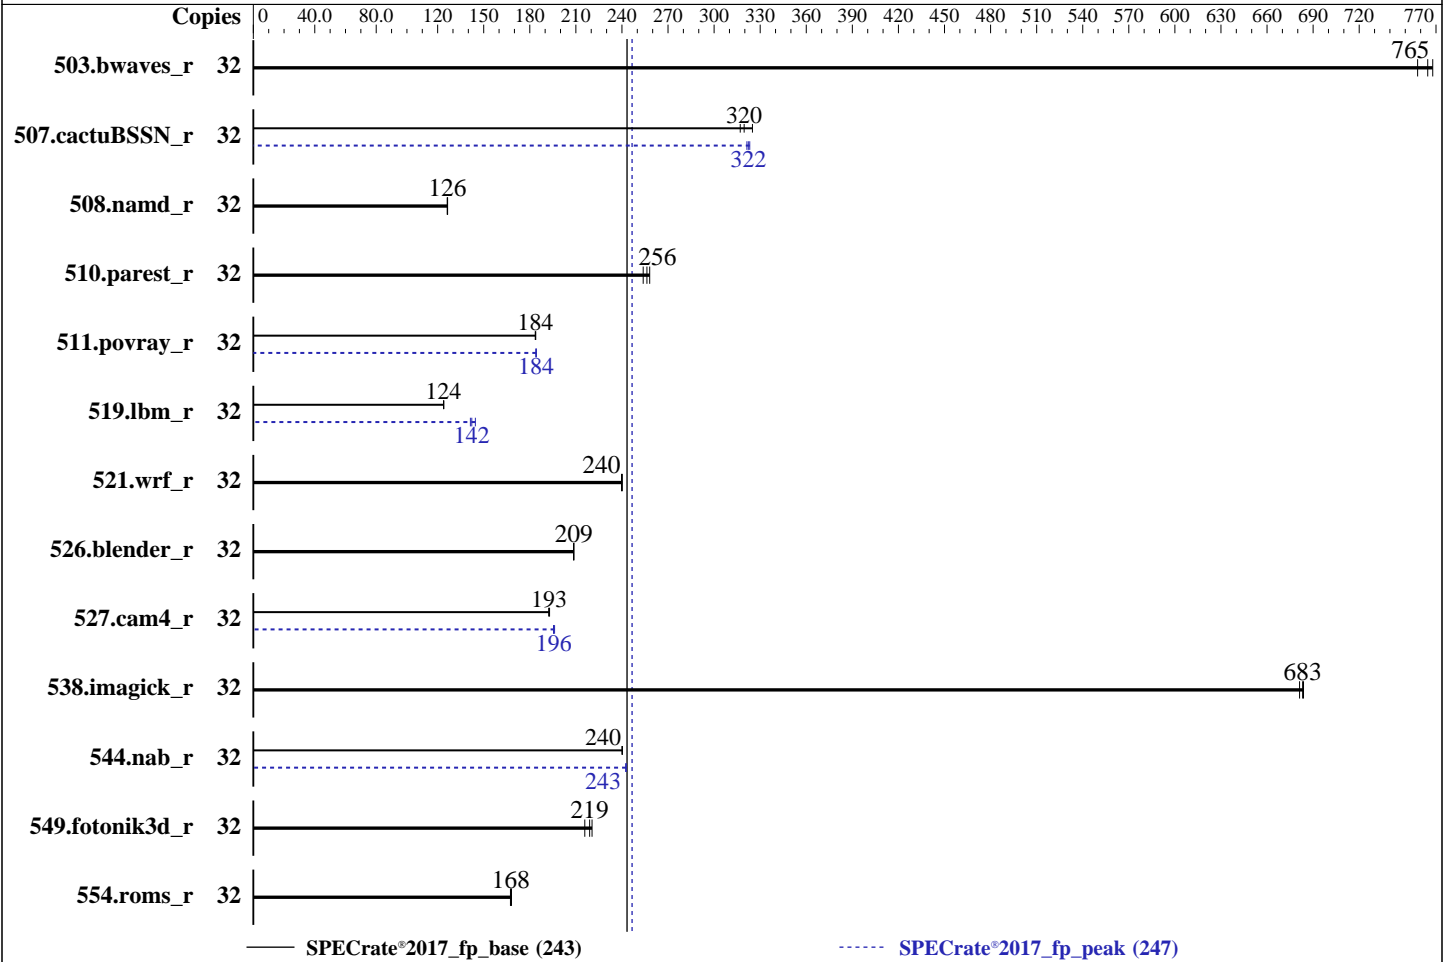 Copies 0 40.0 80.0 120 150 180 210 240 270 300 330 360 390 420 450 480 510 540 570 600 630 660 690 720 770
503.bwaves_r 32 765
507.cactuBSSN_r 32 320
322
508.namd_r 32 126
510.parest_r 32 256
511.povray_r 32 184
184
519.lbm_r 32 124
142
521.wrf_r 32 240
526.blender_r 32 209
527.cam4_r 32 193
196
538.imagick_r 32 683
544.nab_r 32 240
243
549.fotonik3d_r 32 219
554.roms_r 32 168
SPECrate®2017_fp_base (243) SPECrate®2017_fp_peak (247)